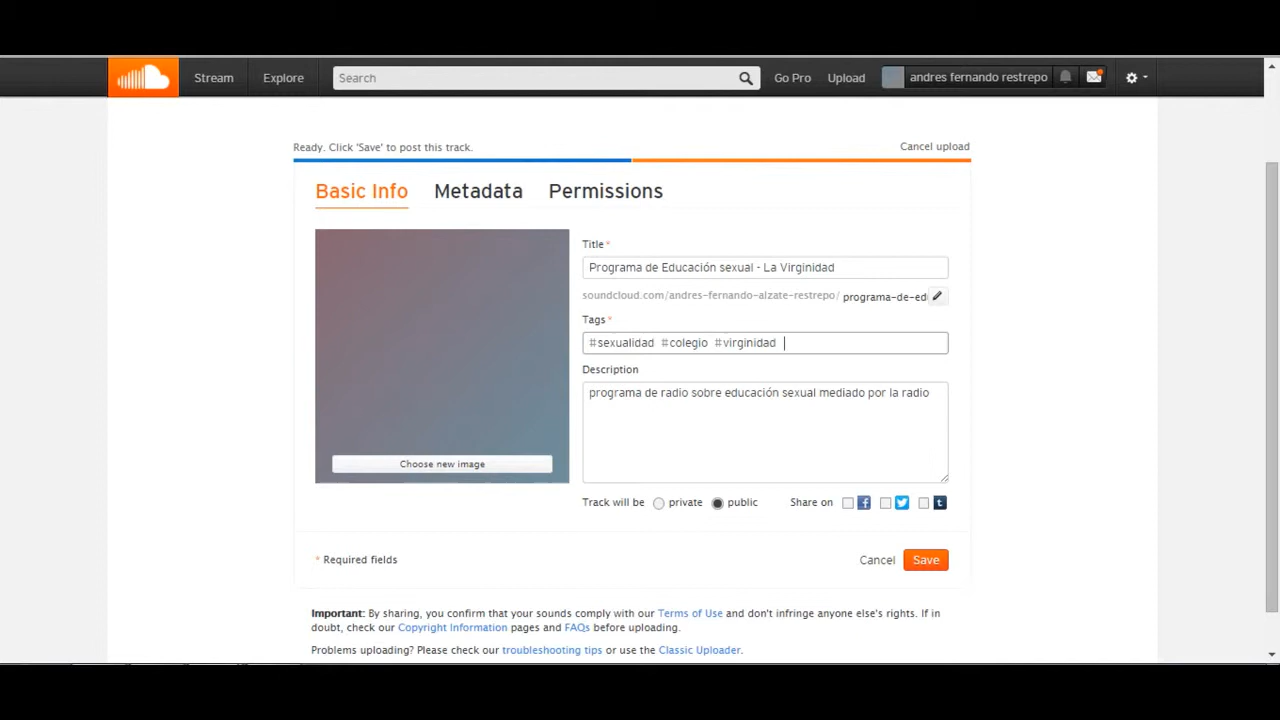 Stream Explore Search Go Pro Upload andres fernando restrepo
Ready. Click 'Save' to post this track. Cancel upload
Basic Info Metadata Permissions
Title *
Programa de Educación sexual - La Virginidad
soundcloud.com/andres-fernando-alzate-restrepo/ programa-de-edu
Tags *
#sexualidad #colegio #virginidad
Description
programa de radio sobre educación sexual mediado por la radio
Choose new image
Track will be private public Share on
* Required fields
Cancel Save
Important: By sharing, you confirm that your sounds comply with our Terms of Use and don't infringe anyone else's rights. If in
doubt, check our Copyright Information pages and FAQs before uploading.
Problems uploading? Please check our troubleshooting tips or use the Classic Uploader.